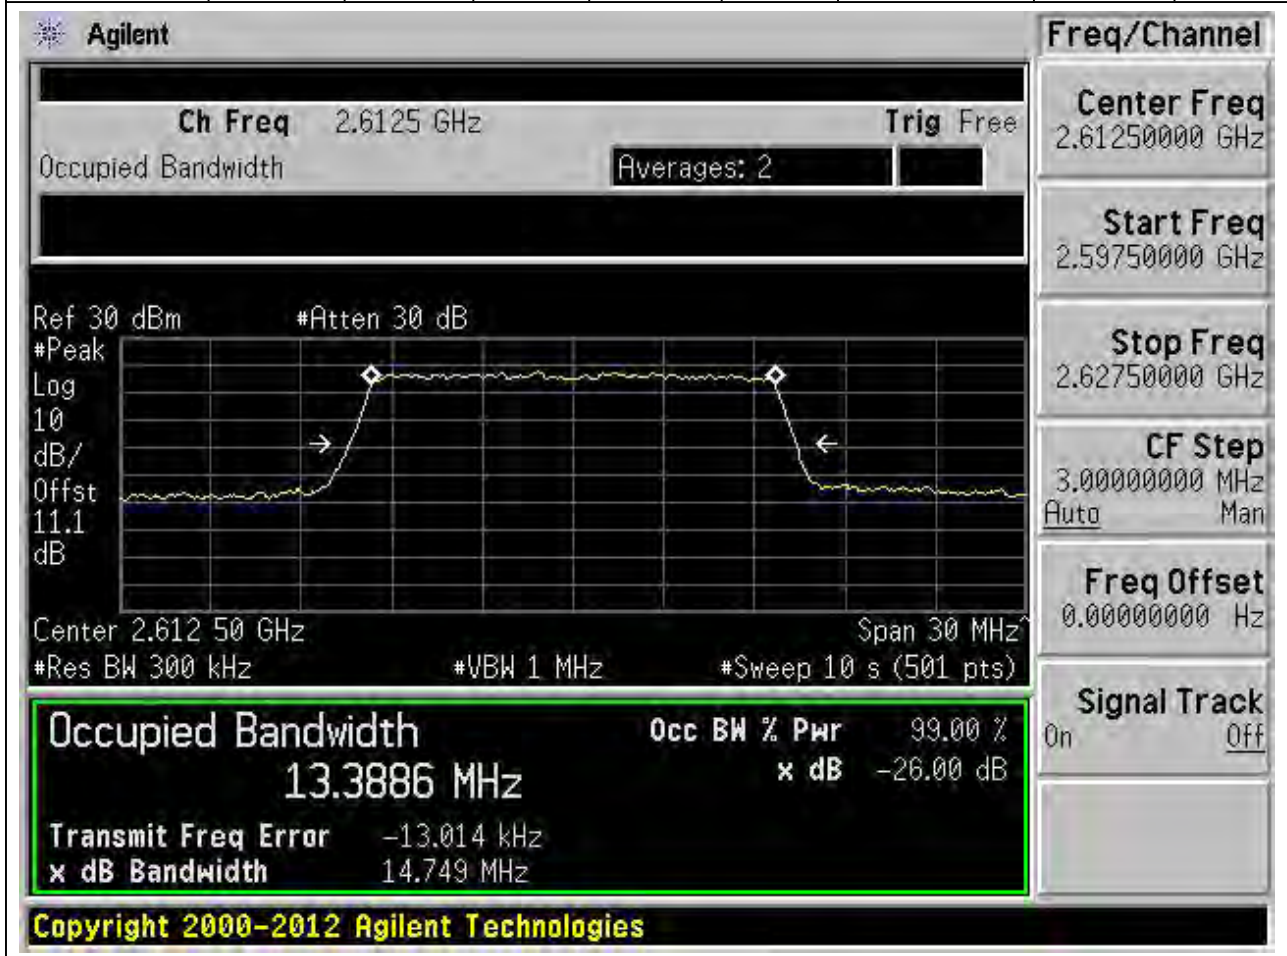 Agilent
Freq/Channel
Ch Freq 2.6125 GHz Trig Free
Occupied Bandwidth Averages: 2
Center Freq
2.61250000 GHz
Start Freq
2.59750000 GHz
Stop Freq
2.62750000 GHz
CF Step
3.00000000 MHz
Auto Man
Freq Offset
0.00000000 Hz
Signal Track
On Off
Ref 30 dBm #Atten 30 dB
#Peak
Log
10
dB/
Offst
11.1
dB
Center 2.612 50 GHz Span 30 MHz^
#Res BW 300 kHz #VBW 1 MHz #Sweep 10 s (501 pts)
Occupied Bandwidth
13.3886 MHz
Occ BW % Pwr 99.00 %
x dB -26.00 dB
Transmit Freq Error -13.014 kHz
x dB Bandwidth 14.749 MHz
Copyright 2000-2012 Agilent Technologies